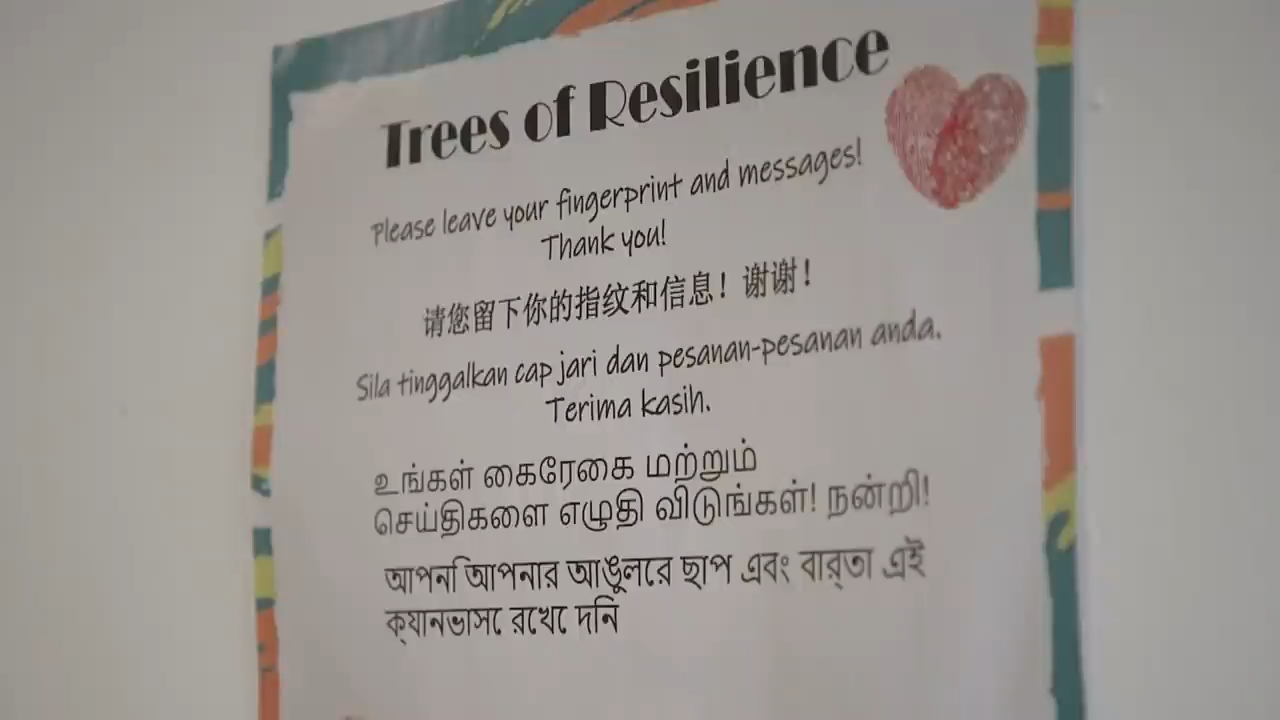 Trees of Resilience
Please leave your fingerprint and messages!
Thank you!
请您留下你的指纹和信息！谢谢！
Sila tinggalkan cap jari dan pesanan-pesanan anda.
Terima kasih.
உங்கள் கைரேகை மற்றும்
செய்திகளை எழுதி விடுங்கள்! நன்றி!
আপনি আপনার আঙুলরে ছাপ এবং বার্তা এই
ক্যানভাসে রেখে দিনি